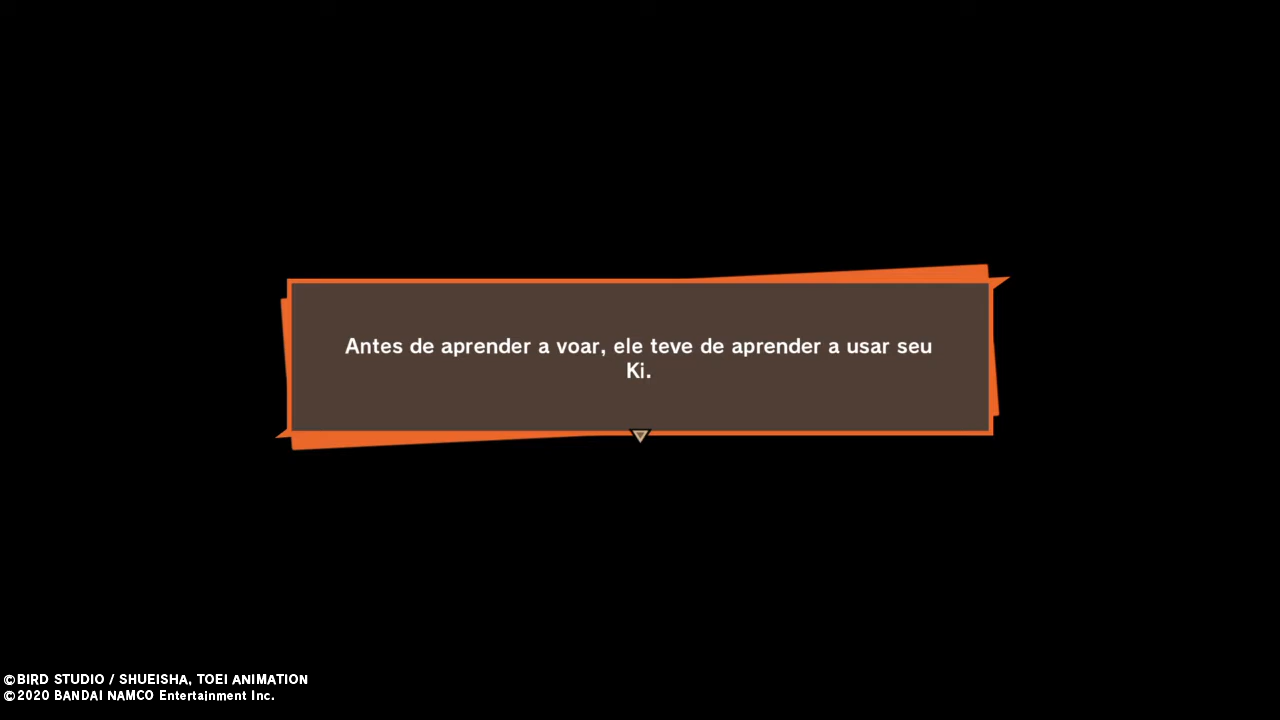 Antes de aprender a voar, ele teve de aprender a usar seu
Ki.
©BIRD STUDIO / SHUEISHA, TOEI ANIMATION
©2020 BANDAI NAMCO Entertainment Inc.